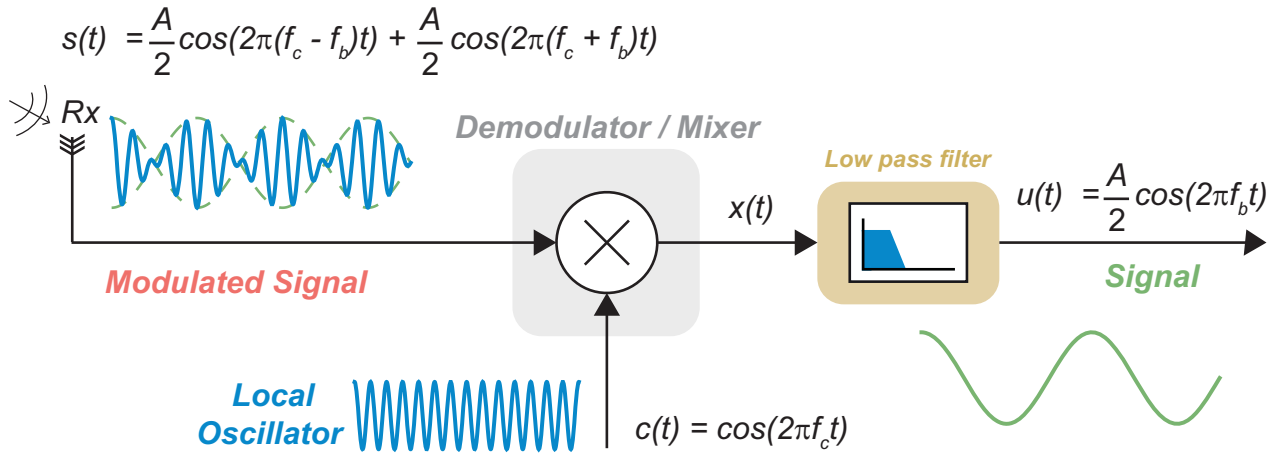 s(t) = A/2 cos(2π(f_c - f_b)t) + A/2 cos(2π(f_c + f_b)t)
Rx
Demodulator / Mixer
Low pass filter
x(t)
u(t) = A/2 cos(2πf_b t)
Modulated Signal
Signal
Local
Oscillator
c(t) = cos(2πf_c t)